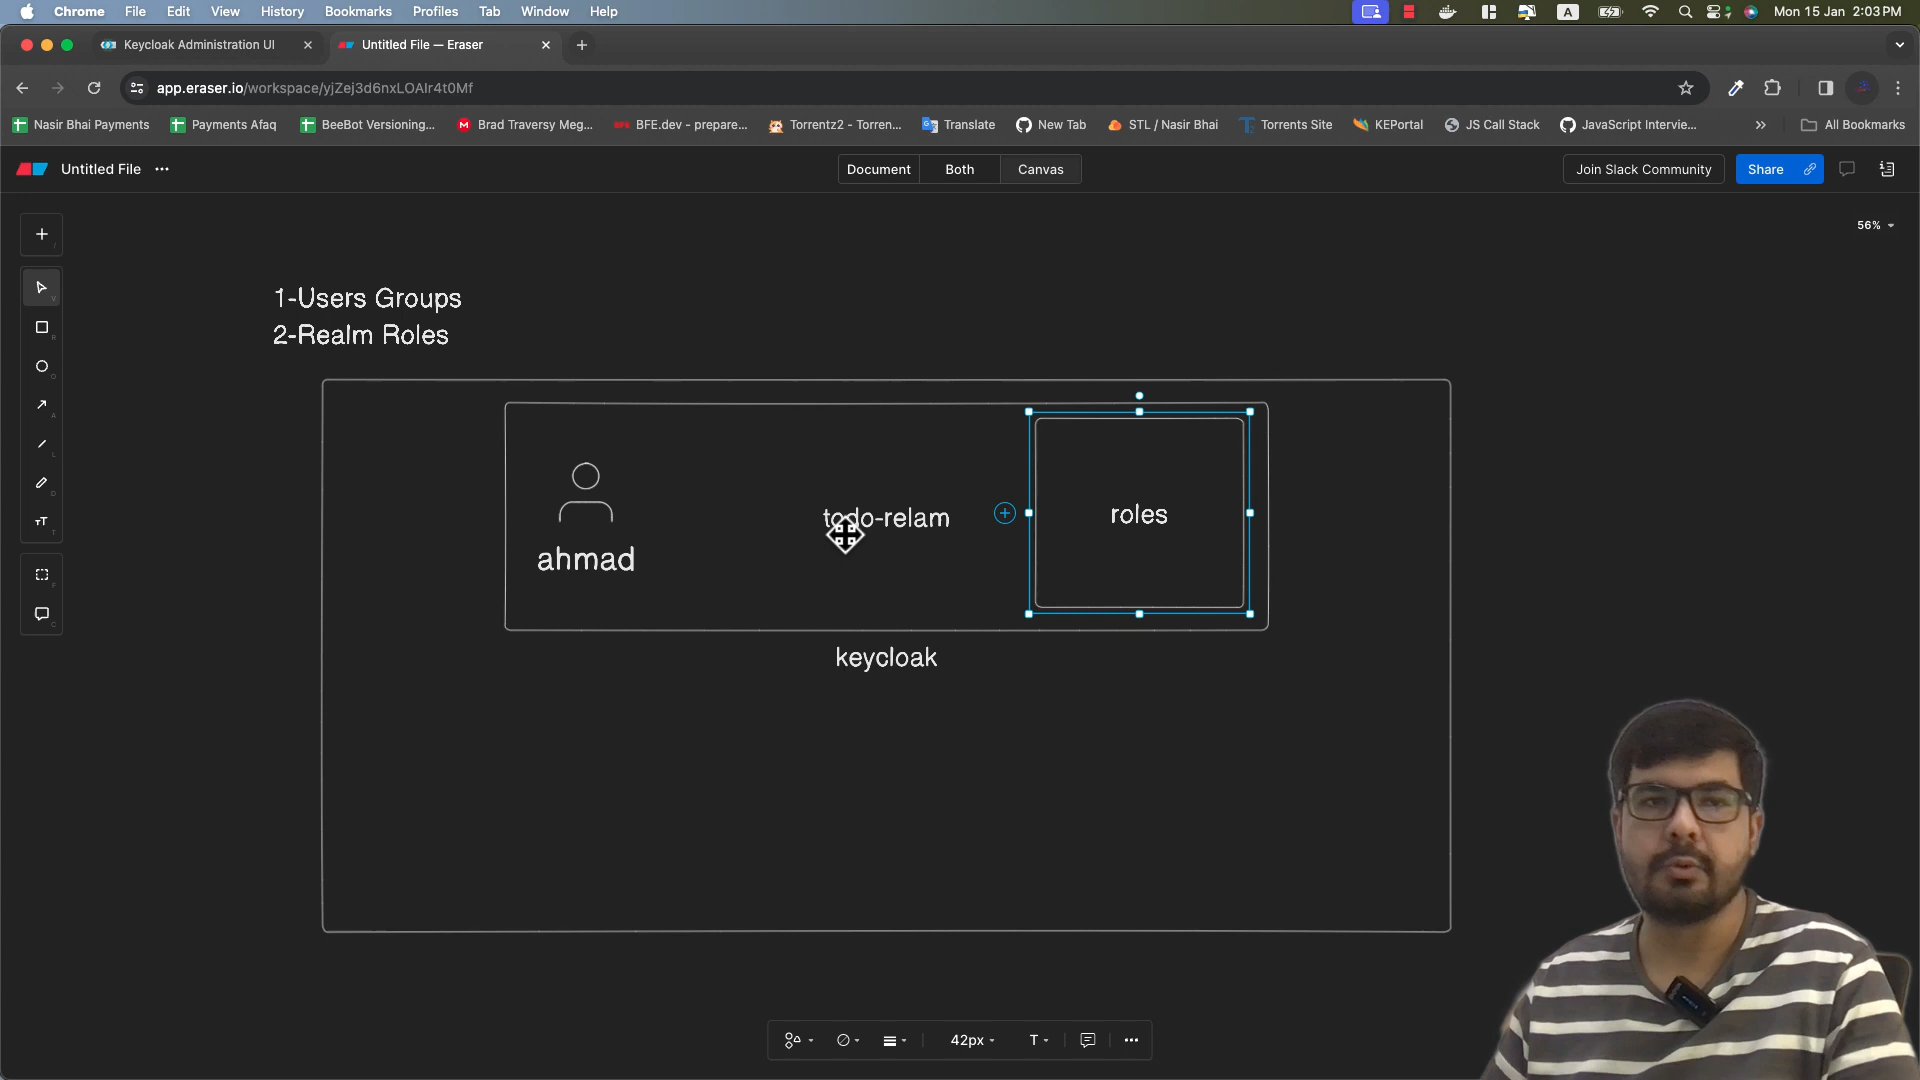 Chrome File Edit View History Bookmarks Profiles Tab Window Help A Mon 15 Jan 2:03 PM
Keycloak Administration UI Untitled File — Eraser
app.eraser.io/workspace/yjZej3d6nxLOAIr4t0Mf
Nasir Bhai Payments Payments Afaq BeeBot Versioning... Brad Traversy Meg... BFE.dev - prepare... Torrentz2 - Torren... Translate New Tab STL / Nasir Bhai Torrents Site KEPortal JS Call Stack JavaScript Intervie... All Bookmarks
Untitled File Document Both Canvas Join Slack Community Share
56%
1-Users Groups
2-Realm Roles
todo-relam
roles
ahmad
keycloak
42px T